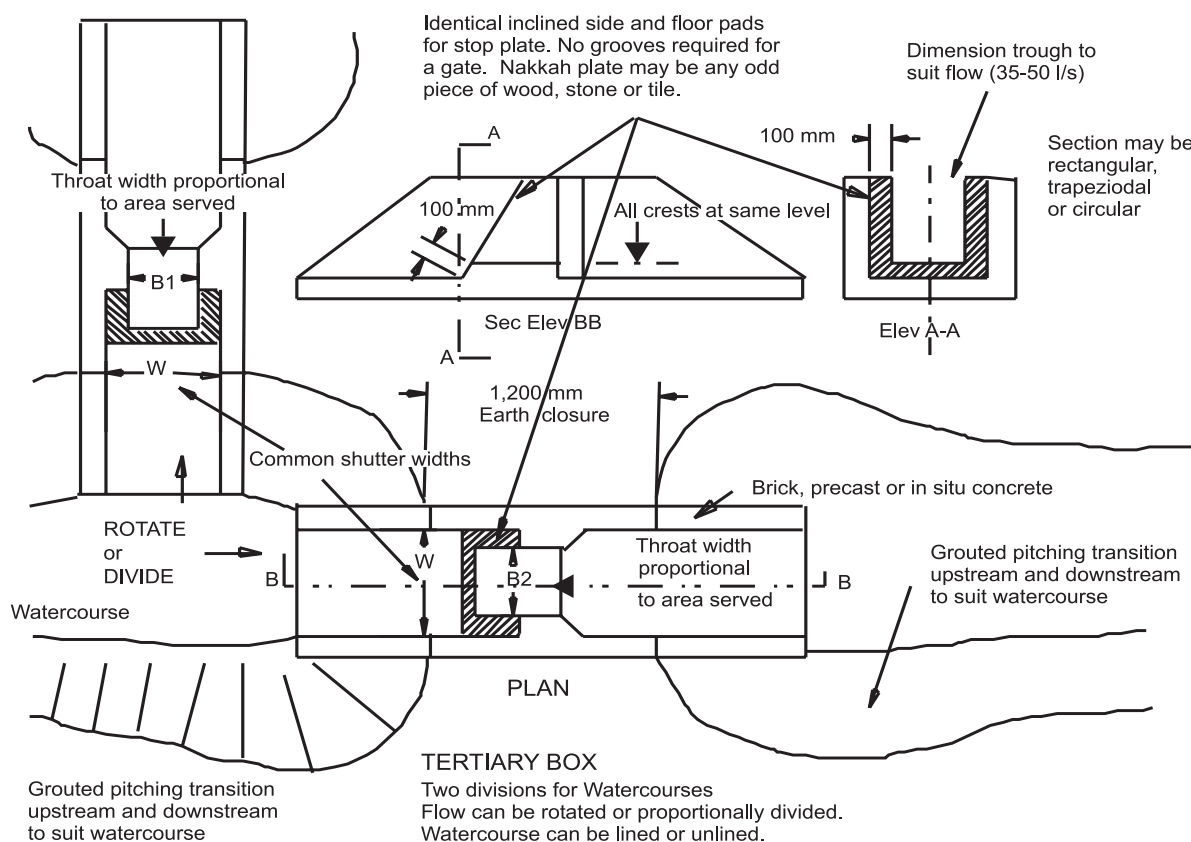 Identical inclined side and floor pads
for stop plate. No grooves required for
a gate. Nakkah plate may be any odd
piece of wood, stone or tile.
Dimension trough to
suit flow (35-50 l/s)
A
100 mm
Section may be
rectangular,
trapeziodal
or circular
Throat width proportional
to area served
100 mm
All crests at same level
B1
Sec Elev BB
Elev A-A
A
W
1,200 mm
Earth closure
Common shutter widths
Brick, precast or in situ concrete
ROTATE
or
DIVIDE
W
Throat width
proportional
to area served
B
B2
B
Grouted pitching transition
upstream and downstream
to suit watercourse
Watercourse
PLAN
TERTIARY BOX
Two divisions for Watercourses
Flow can be rotated or proportionally divided.
Watercourse can be lined or unlined.
Grouted pitching transition
upstream and downstream
to suit watercourse